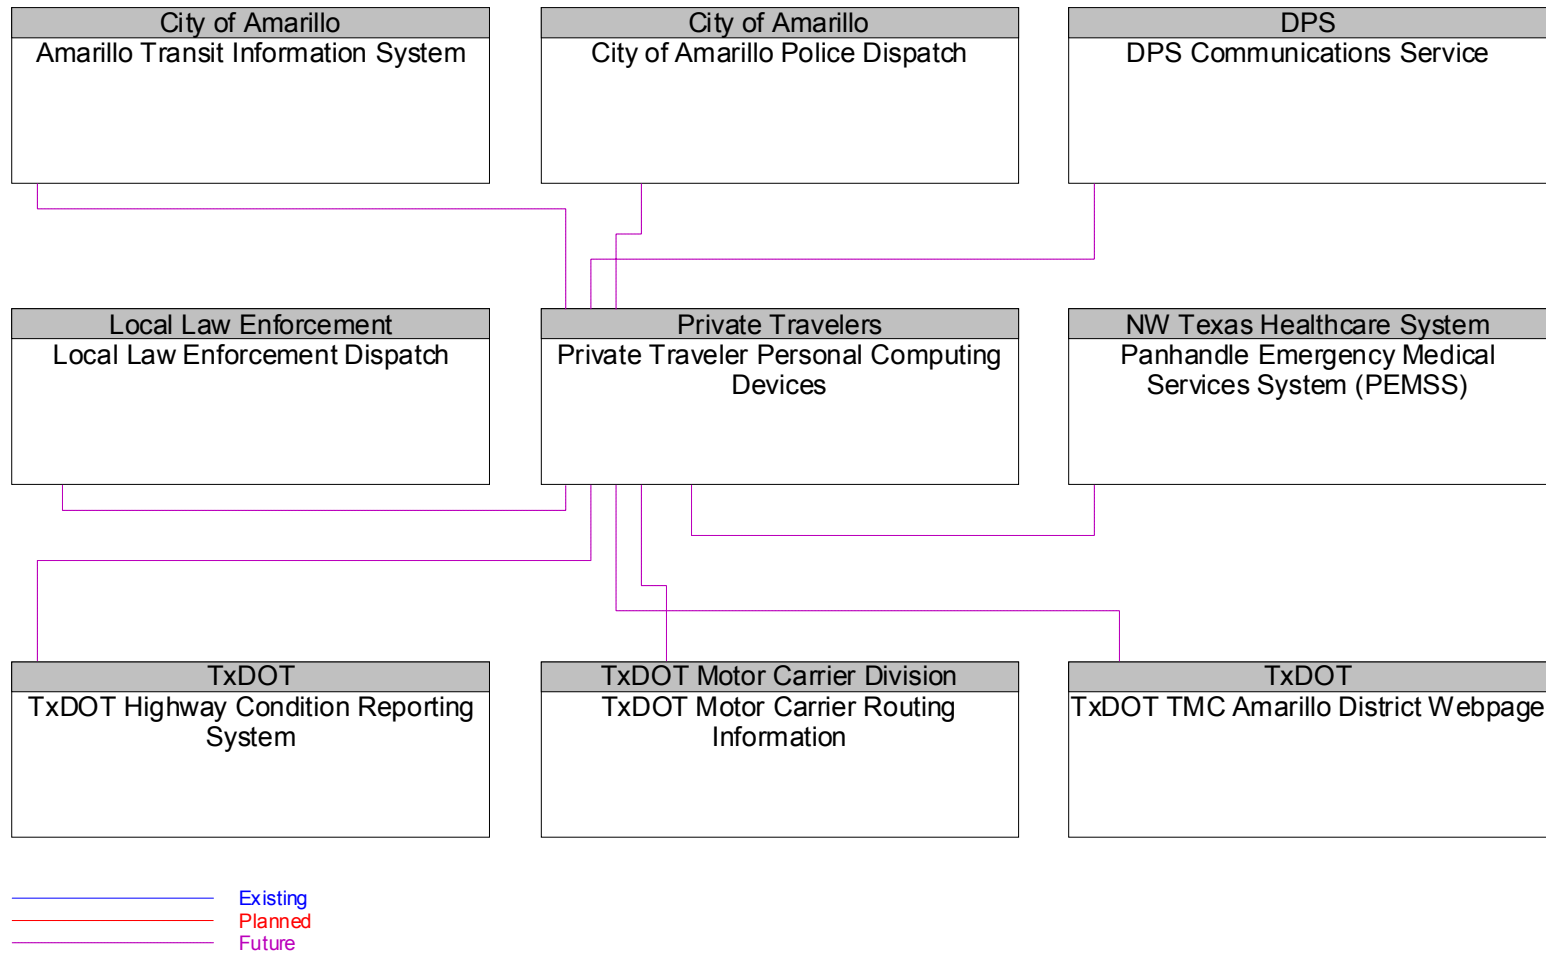 City of Amarillo
Amarillo Transit Information System
City of Amarillo
City of Amarillo Police Dispatch
DPS
DPS Communications Service
Local Law Enforcement
Local Law Enforcement Dispatch
Private Travelers
Private Traveler Personal Computing
Devices
NW Texas Healthcare System
Panhandle Emergency Medical
Services System (PEMSS)
TxDOT
TxDOT Highway Condition Reporting
System
TxDOT Motor Carrier Division
TxDOT Motor Carrier Routing
Information
TxDOT
TxDOT TMC Amarillo District Webpage
Existing
Planned
Future